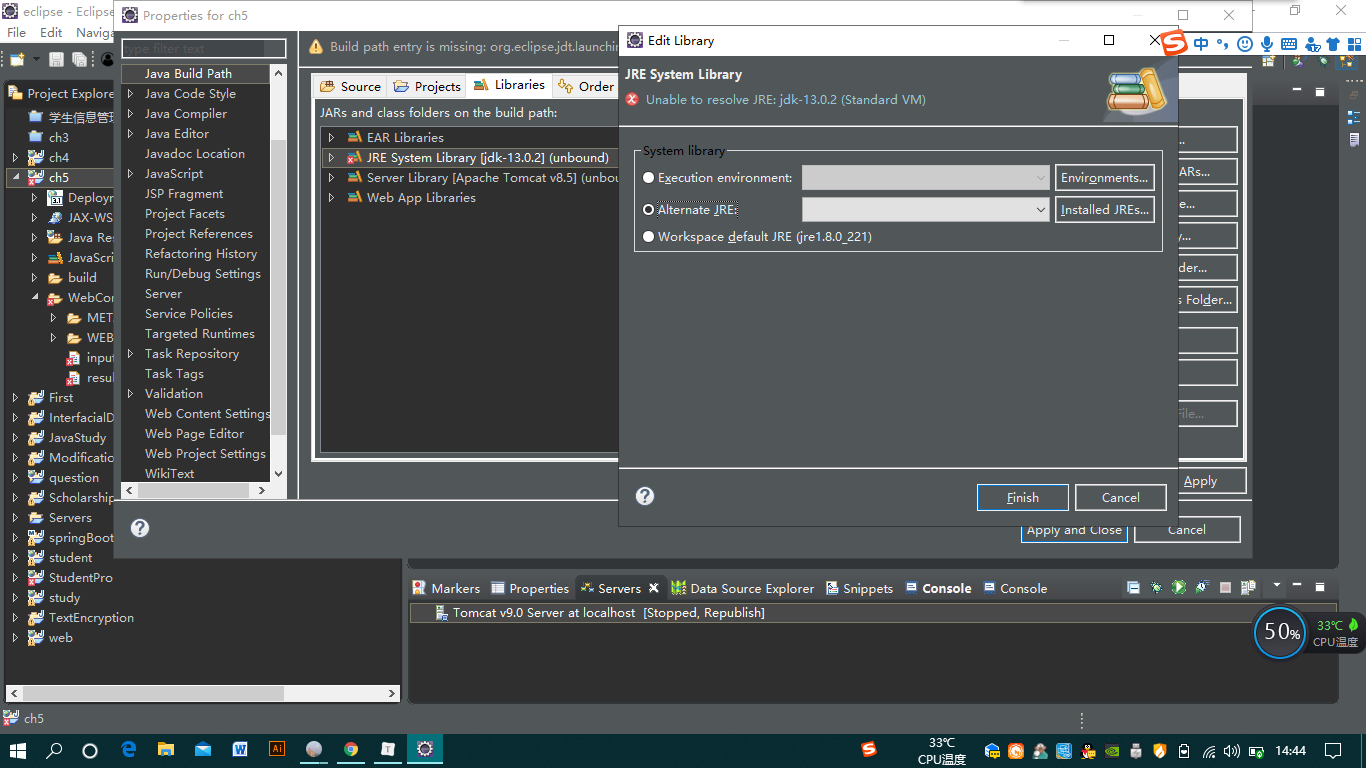 eclipse - Eclipse
File Edit Naviga
Project Explore
学生信息管理
ch3
ch4
ch5
Deploym
JAX-WS
Java Res
JavaScri
build
WebCon
MET
WEB
input
resul
First
InterfacialD
JavaStudy
Modificatio
question
Scholarship
Servers
springBoot
student
StudentPro
study
TextEncryption
web
ch5
Properties for ch5
type filter text
Java Build Path
Java Code Style
Java Compiler
Java Editor
Javadoc Location
JavaScript
JSP Fragment
Project Facets
Project References
Refactoring History
Run/Debug Settings
Server
Service Policies
Targeted Runtimes
Task Repository
Task Tags
Validation
Web Content Settings
Web Page Editor
Web Project Settings
WikiText
Build path entry is missing: org.eclipse.jdt.launchin
Source Projects Libraries Order
JARs and class folders on the build path:
EAR Libraries
JRE System Library [jdk-13.0.2] (unbound)
Server Library [Apache Tomcat v8.5] (unbou
Web App Libraries
...
ARs...
e...
y...
der...
s Folder...
File...
Apply
Apply and Close Cancel
Edit Library
JRE System Library
Unable to resolve JRE: jdk-13.0.2 (Standard VM)
System library
Execution environment: Environments...
Alternate JRE: Installed JREs...
Workspace default JRE (jre1.8.0_221)
Finish Cancel
中
Markers Properties Servers Data Source Explorer Snippets Console Console
Tomcat v9.0 Server at localhost [Stopped, Republish]
50% 33℃
CPU温度
33℃
CPU温度
14:44